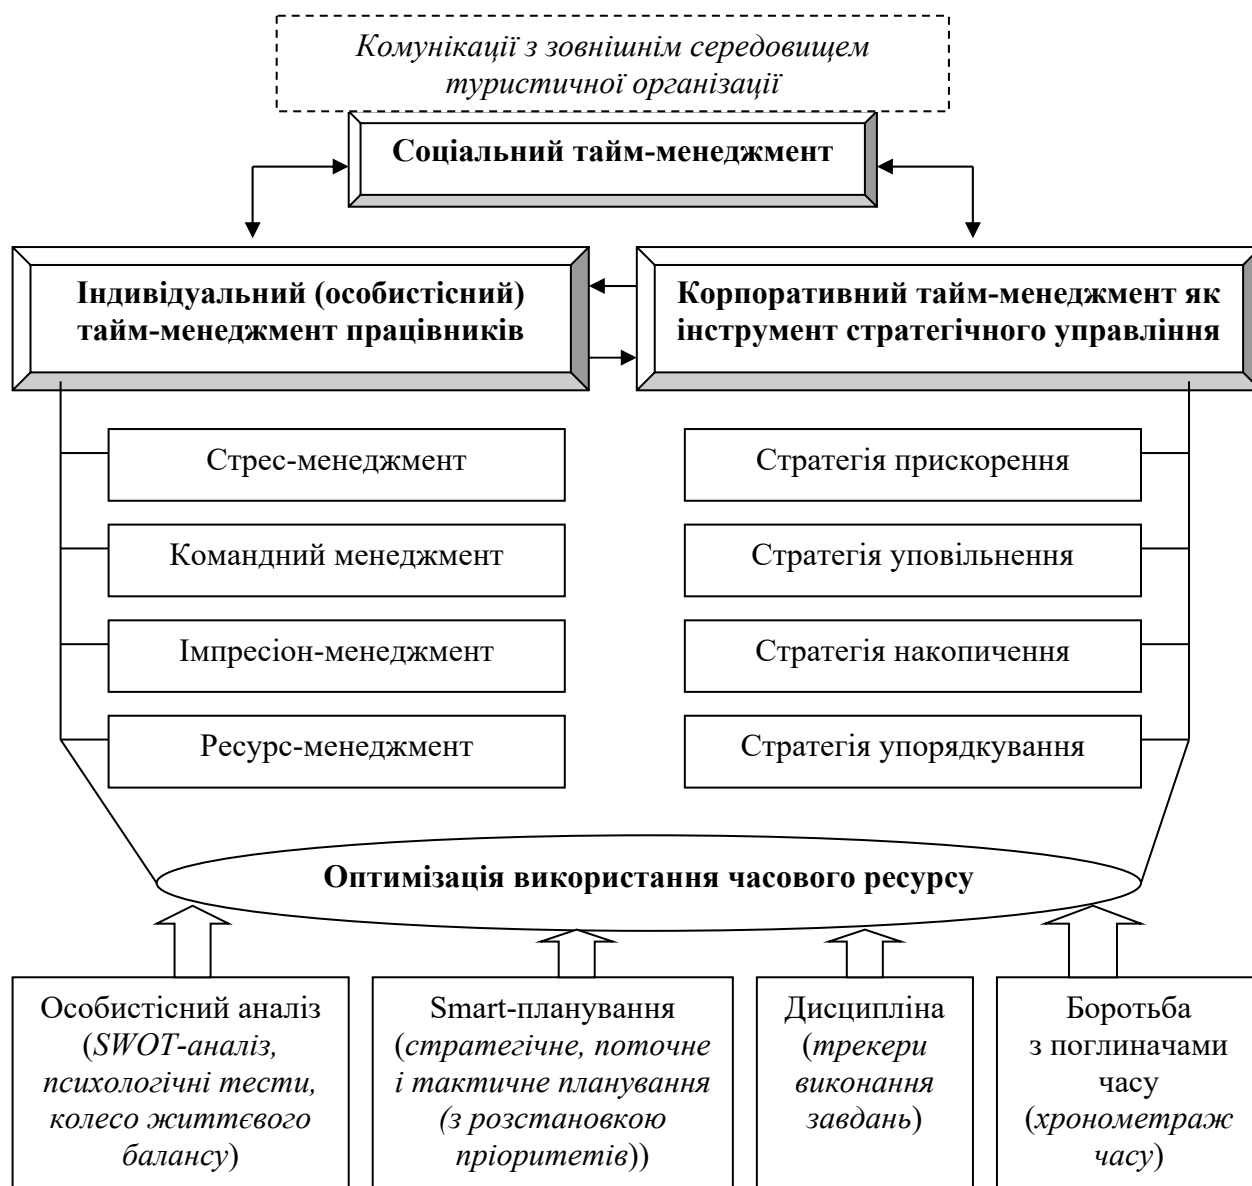 Комунікації з зовнішнім середовищем
туристичної організації
Соціальний тайм-менеджмент
Індивідуальний (особистісний)
тайм-менеджмент працівників
Корпоративний тайм-менеджмент як
інструмент стратегічного управління
Стрес-менеджмент
Командний менеджмент
Імпресіон-менеджмент
Ресурс-менеджмент
Стратегія прискорення
Стратегія уповільнення
Стратегія накопичення
Стратегія упорядкування
Оптимізація використання часового ресурсу
Особистісний аналіз
(SWOT-аналіз,
психологічні тести,
колесо життєвого
балансу)
Smart-планування
(стратегічне, поточне
і тактичне планування
(з розстановкою
пріоритетів))
Дисципліна
(трекери
виконання
завдань)
Боротьба
з поглиначами
часу
(хронометраж
часу)